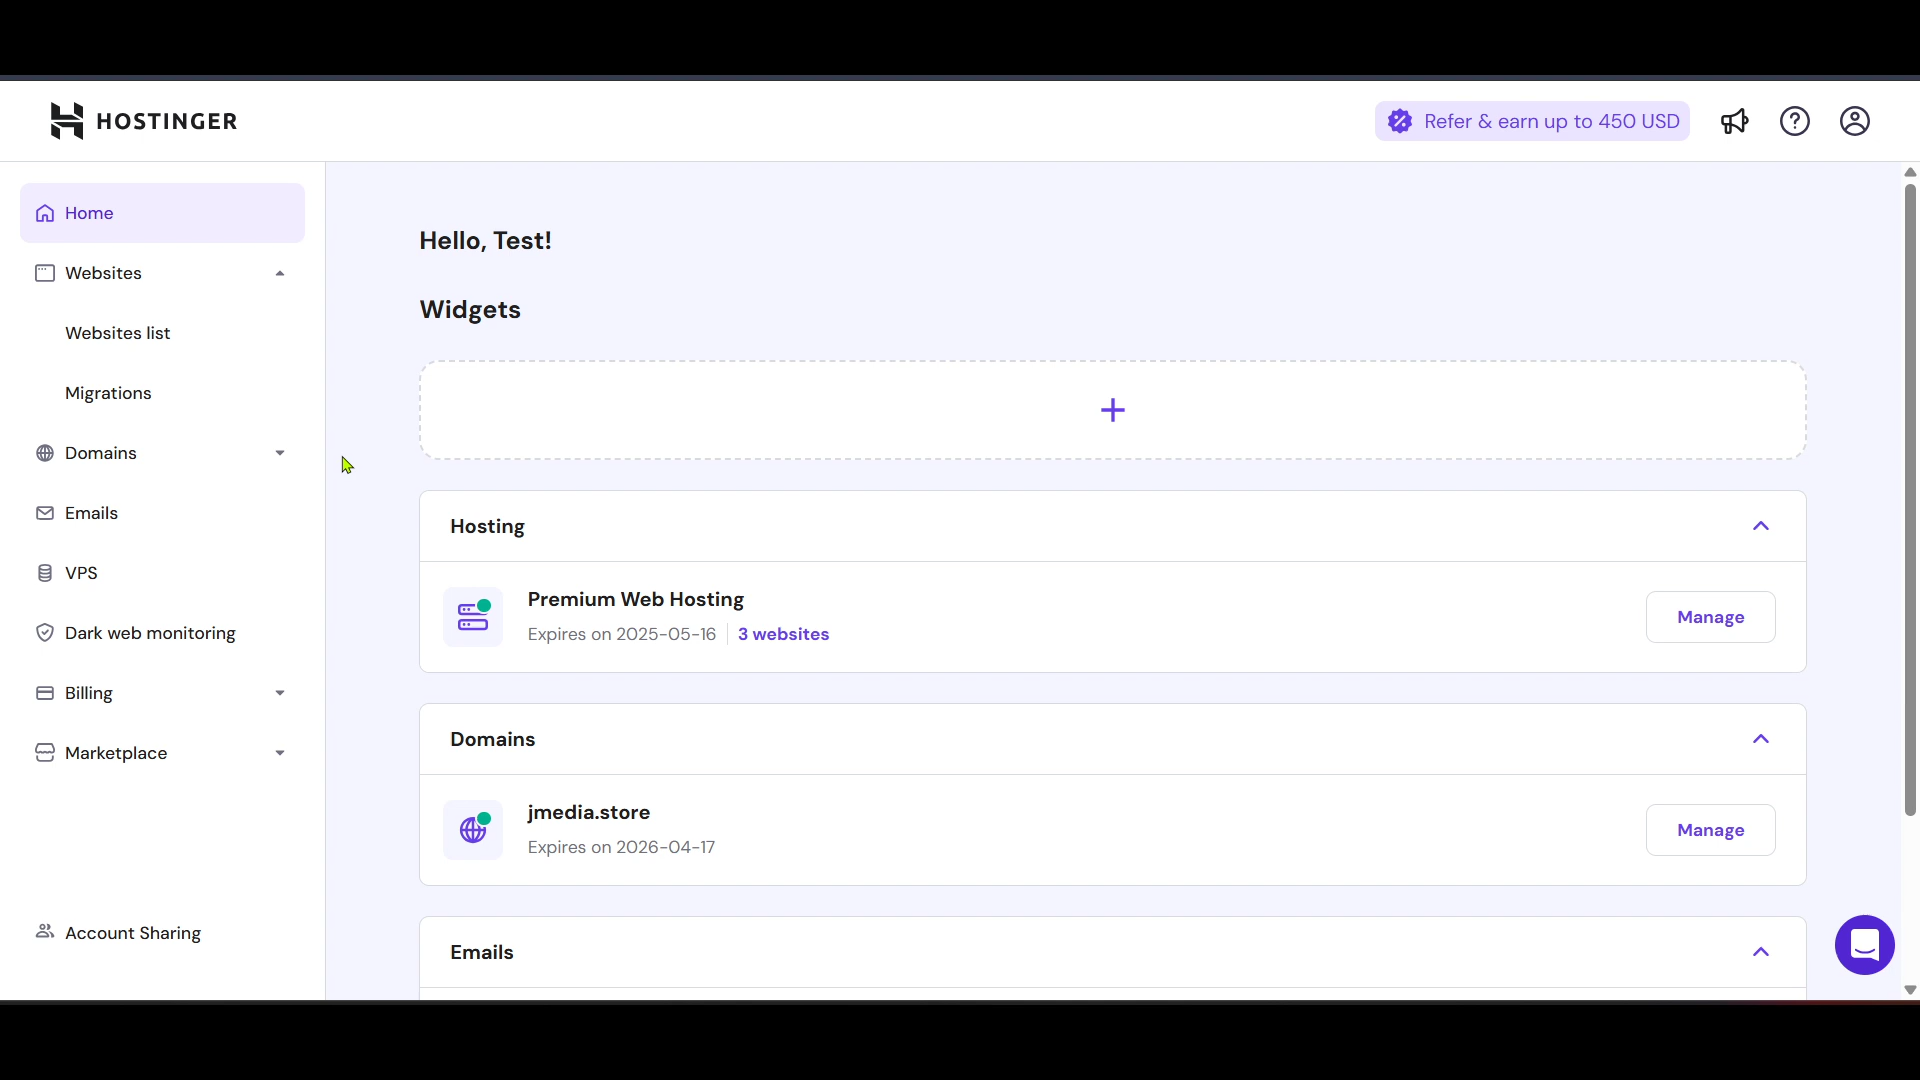 HOSTINGER
Refer & earn up to 450 USD
Home
Websites
Websites list
Migrations
Domains
Emails
VPS
Dark web monitoring
Billing
Marketplace
Account Sharing
Hello, Test!
Widgets
Hosting
Premium Web Hosting
Expires on 2025-05-16 3 websites
Manage
Domains
jmedia.store
Expires on 2026-04-17
Manage
Emails